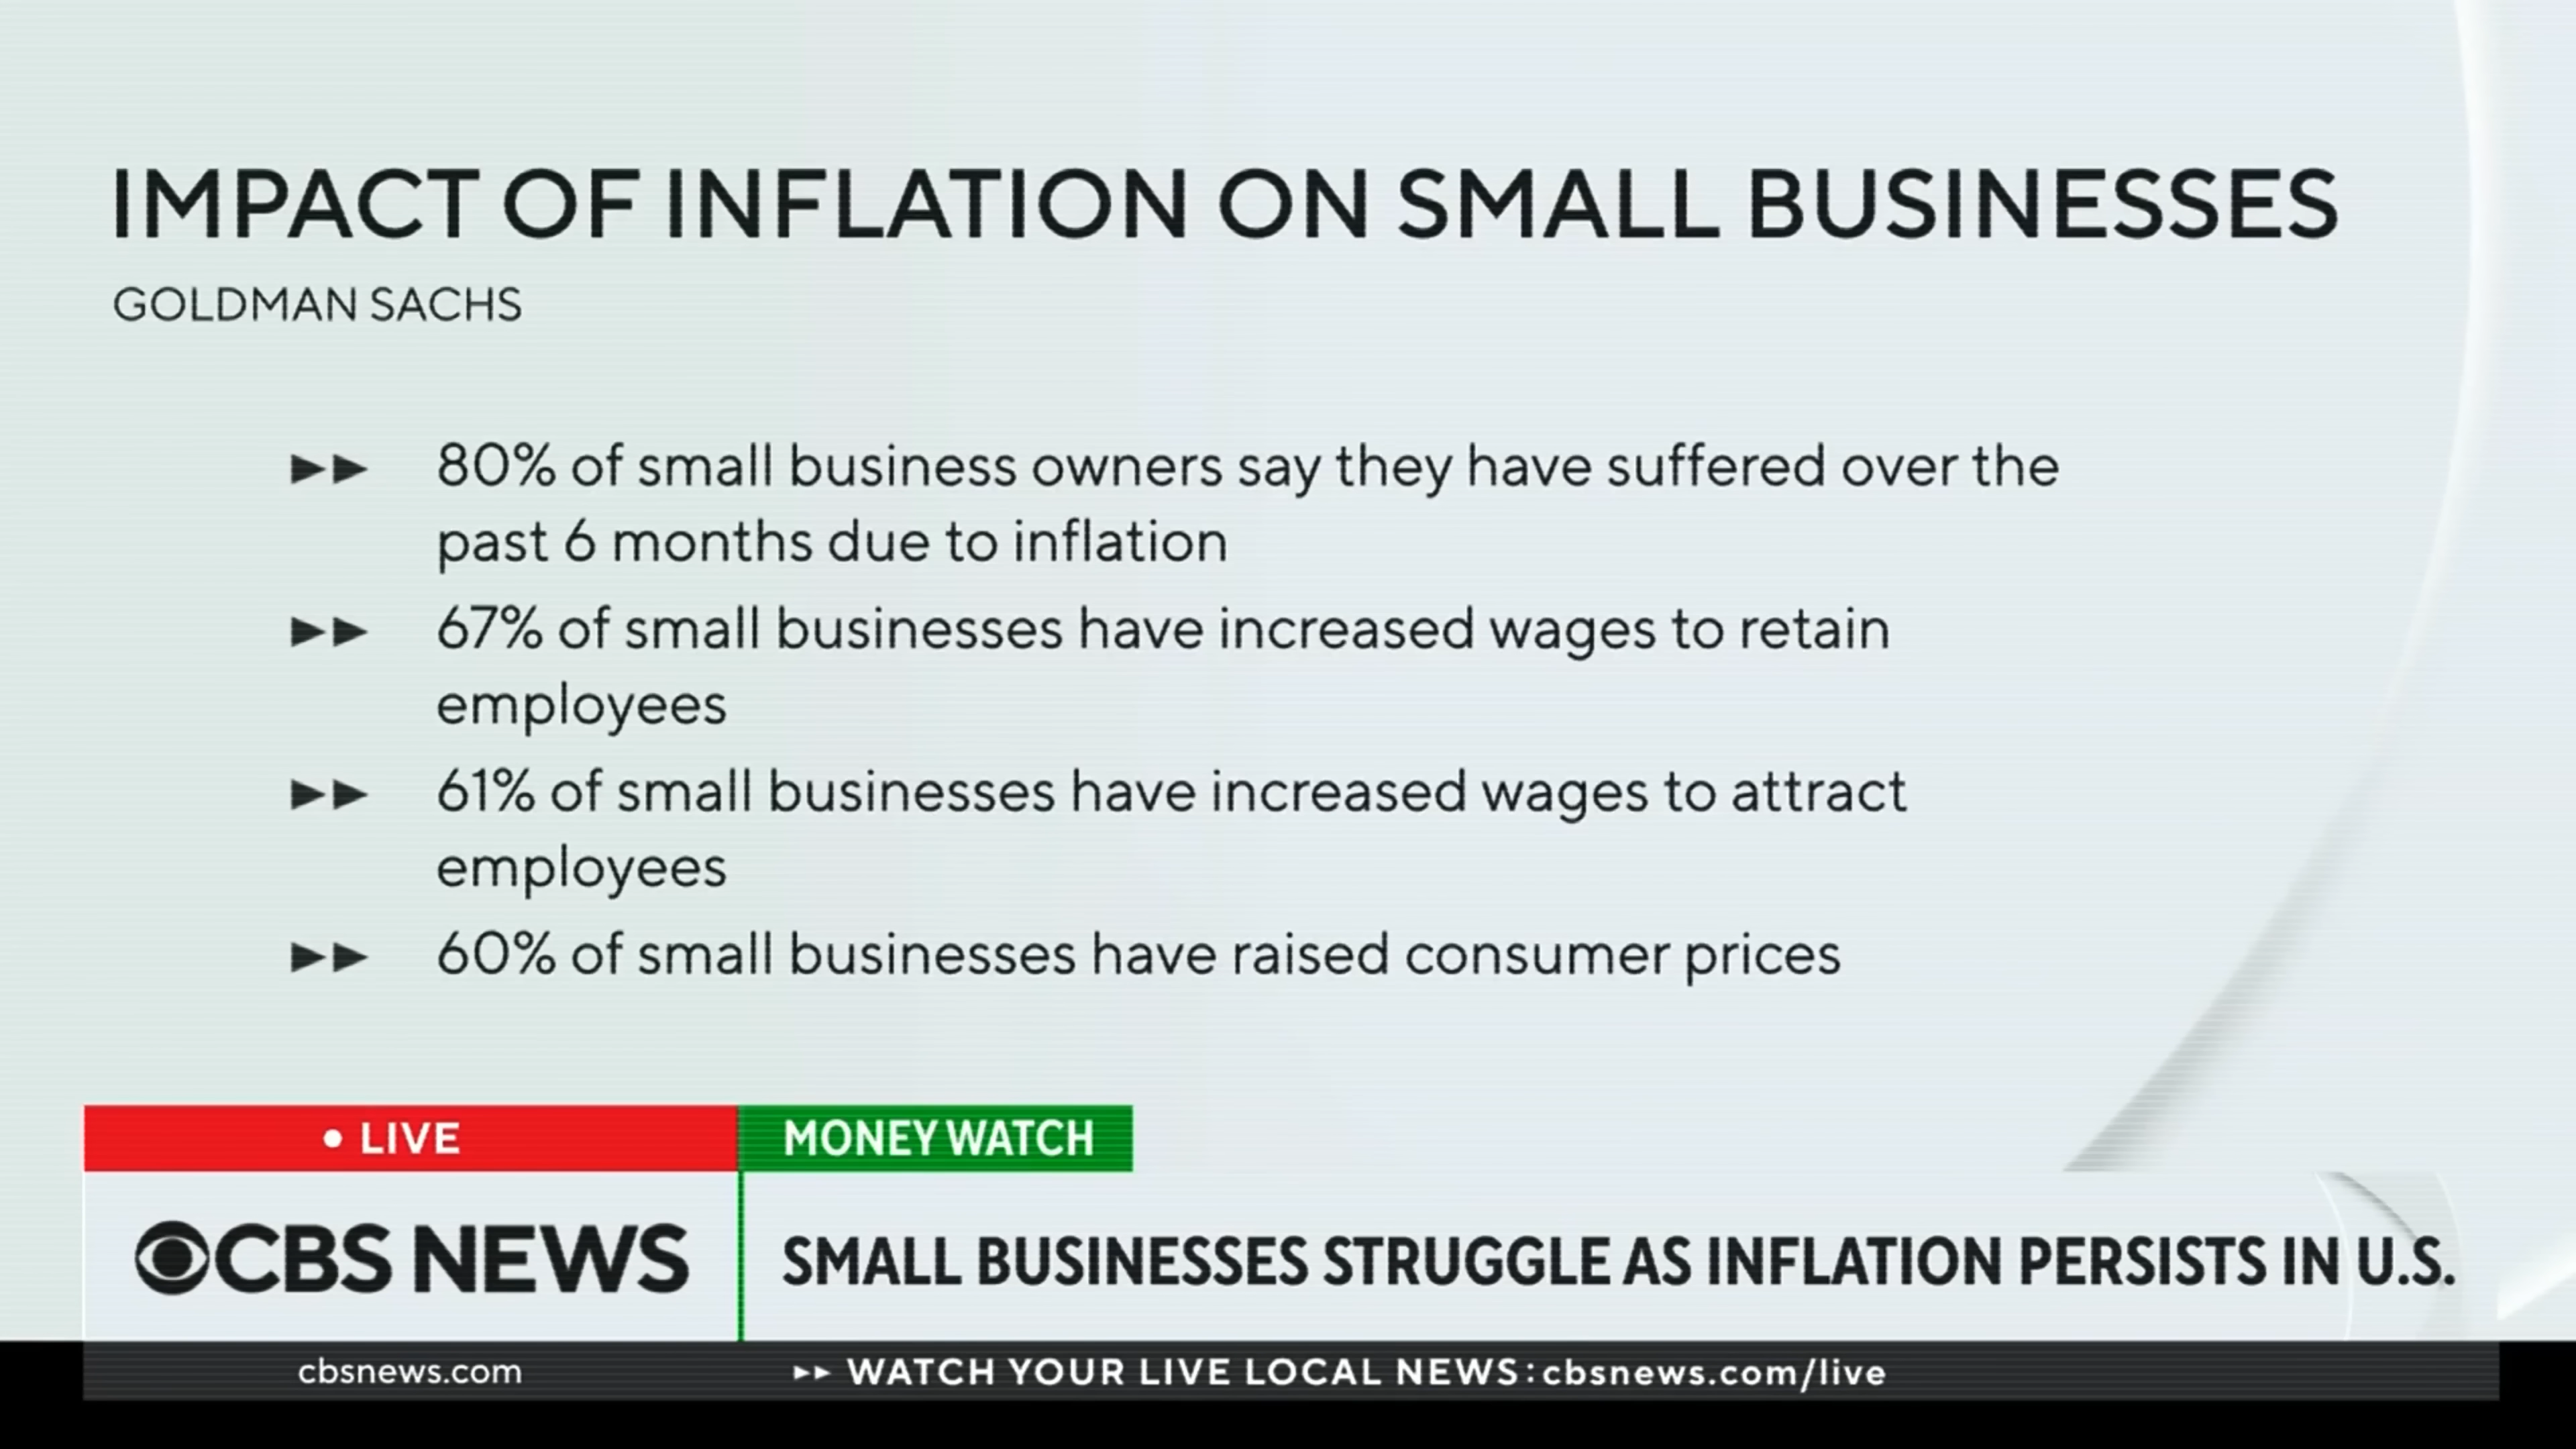 IMPACT OF INFLATION ON SMALL BUSINESSES
GOLDMAN SACHS
80% of small business owners say they have suffered over the
past 6 months due to inflation
67% of small businesses have increased wages to retain
employees
61% of small businesses have increased wages to attract
employees
60% of small businesses have raised consumer prices
LIVE
MONEYWATCH
CBS NEWS
SMALL BUSINESSES STRUGGLE AS INFLATION PERSISTS IN U.S.
cbsnews.com
WATCH YOUR LIVE LOCAL NEWS: cbsnews.com/live